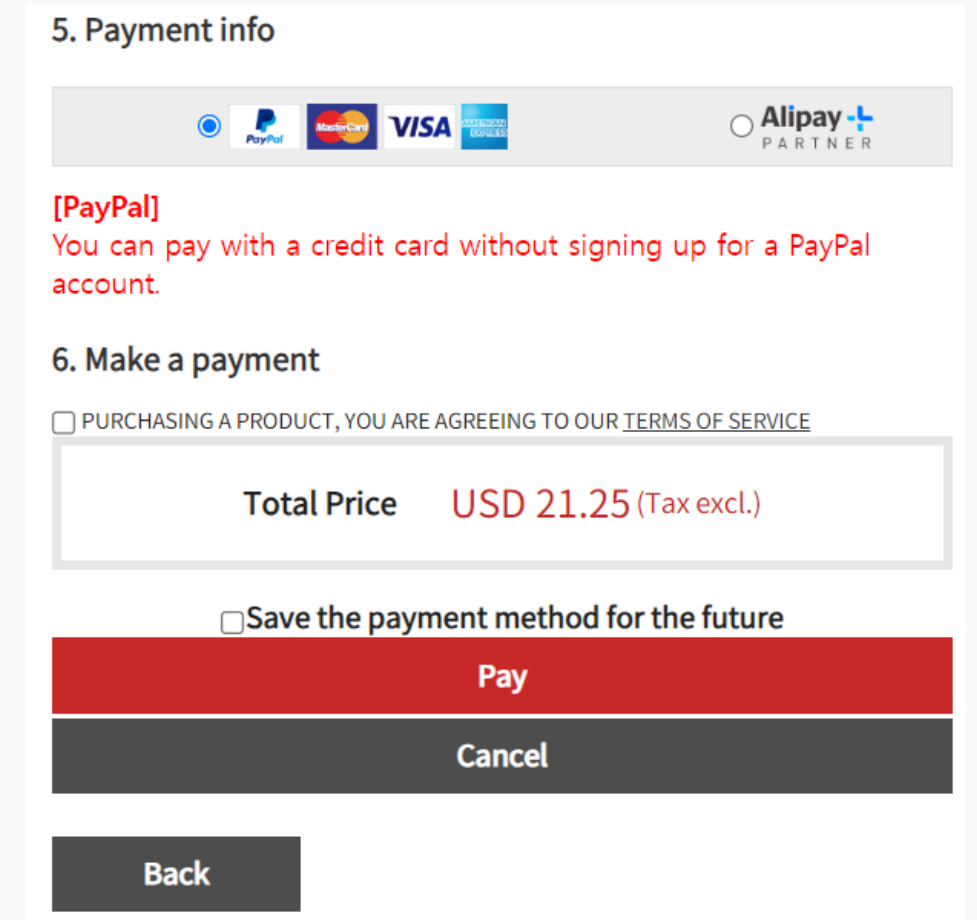 5. Payment info
PayPal MasterCard VISA AMERICAN EXPRESS Alipay+ PARTNER
[PayPal]
You can pay with a credit card without signing up for a PayPal
account.
6. Make a payment
PURCHASING A PRODUCT, YOU ARE AGREEING TO OUR TERMS OF SERVICE
Total Price USD 21.25 (Tax excl.)
Save the payment method for the future
Pay
Cancel
Back